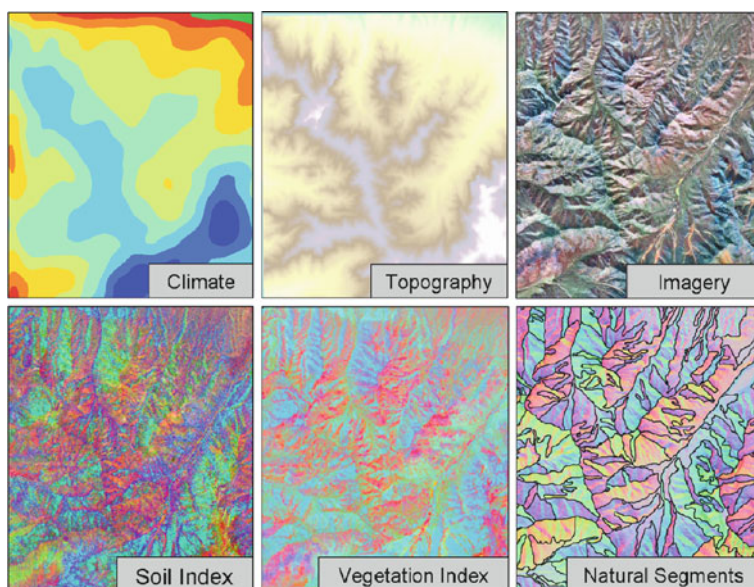 Climate
Topography
Imagery
Soil Index
Vegetation Index
Natural Segments